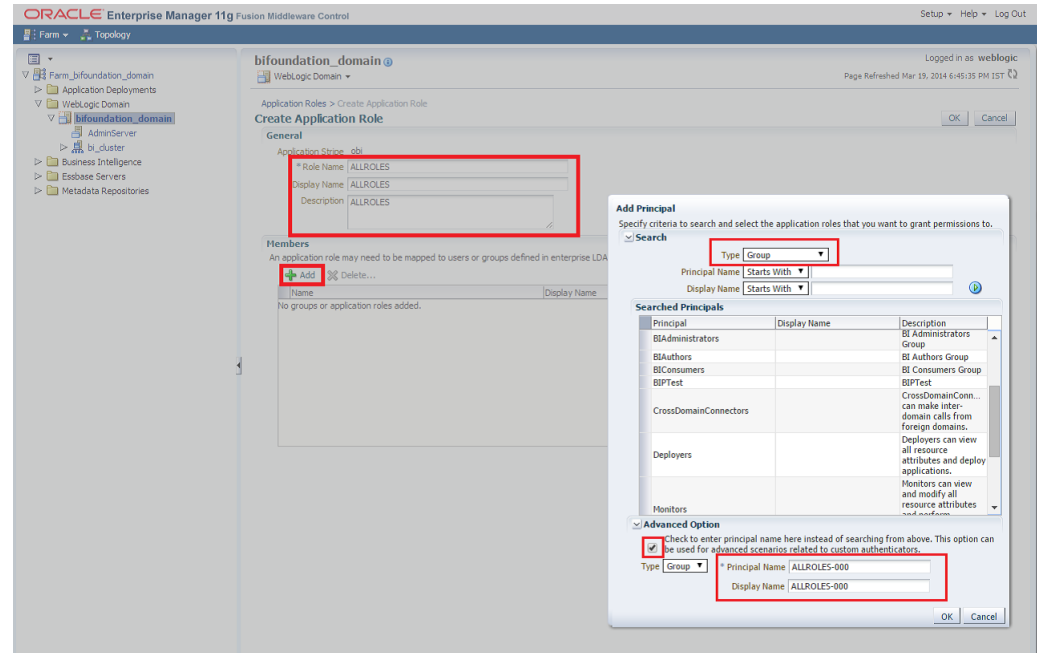 ORACLE Enterprise Manager 11g Fusion Middleware Control
Setup Help Log Out
Farm Topology
Farm_bifoundation_domain
Application Deployments
WebLogic Domain
bifoundation_domain
AdminServer
bi_cluster
Business Intelligence
Essbase Servers
Metadata Repositories
bifoundation_domain
Logged in as weblogic
WebLogic Domain
Page Refreshed Mar 19, 2014 6:45:35 PM IST
Application Roles > Create Application Role
Create Application Role
OK Cancel
General
Application Stripe obi
* Role Name ALLROLES
Display Name ALLROLES
Description ALLROLES
Members
An application role may need to be mapped to users or groups defined in enterprise LDA
Add Delete...
Name Display Name
No groups or application roles added.
Add Principal
Specify criteria to search and select the application roles that you want to grant permissions to.
Search
Type Group
Principal Name Starts With
Display Name Starts With
Searched Principals
Principal Display Name Description
BIAdministrators BI Administrators
Group
BIAuthors BI Authors Group
BIConsumers BI Consumers Group
BIPTest BIPTest
CrossDomainConn...
can make inter-
CrossDomainConnectors domain calls from
foreign domains.
Deployers can view
all resource
Deployers attributes and deploy
applications.
Monitors can view
and modify all
resource attributes
Monitors and perform
Advanced Option
Check to enter principal name here instead of searching from above. This option can
be used for advanced scenarios related to custom authenticators.
Type Group * Principal Name ALLROLES-000
Display Name ALLROLES-000
OK Cancel